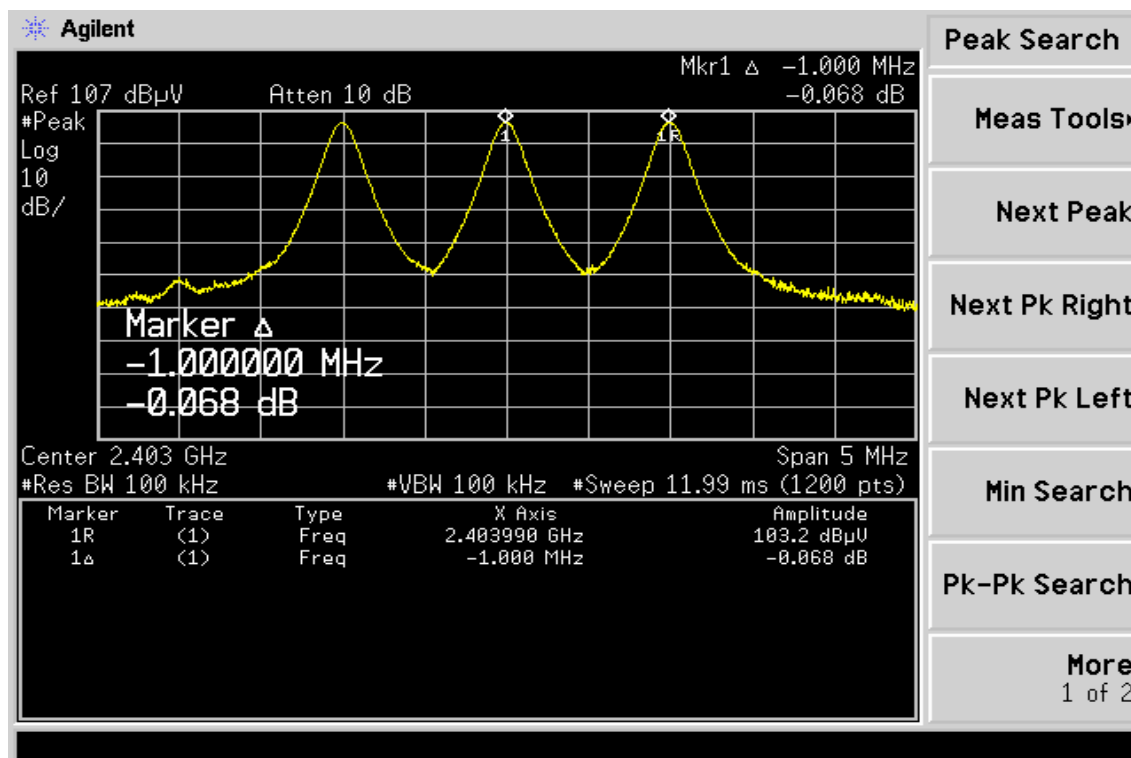 Agilent
Peak Search
Mkr1 Δ -1.000 MHz
Ref 107 dBµV Atten 10 dB -0.068 dB
#Peak
Log
10
dB/
1 1R
Marker Δ
-1.000000 MHz
-0.068 dB
Center 2.403 GHz Span 5 MHz
#Res BW 100 kHz #VBW 100 kHz #Sweep 11.99 ms (1200 pts)
Marker Trace Type X Axis Amplitude
1R (1) Freq 2.403990 GHz 103.2 dBµV
1Δ (1) Freq -1.000 MHz -0.068 dB
Meas Tools
Next Peak
Next Pk Right
Next Pk Left
Min Search
Pk-Pk Search
More
1 of 2